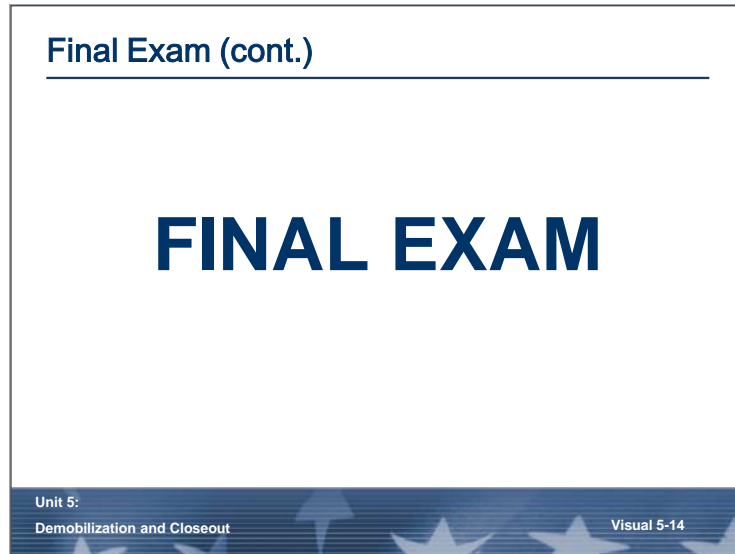 Final Exam (cont.)
FINAL EXAM
Unit 5:
Demobilization and Closeout
Visual 5-14